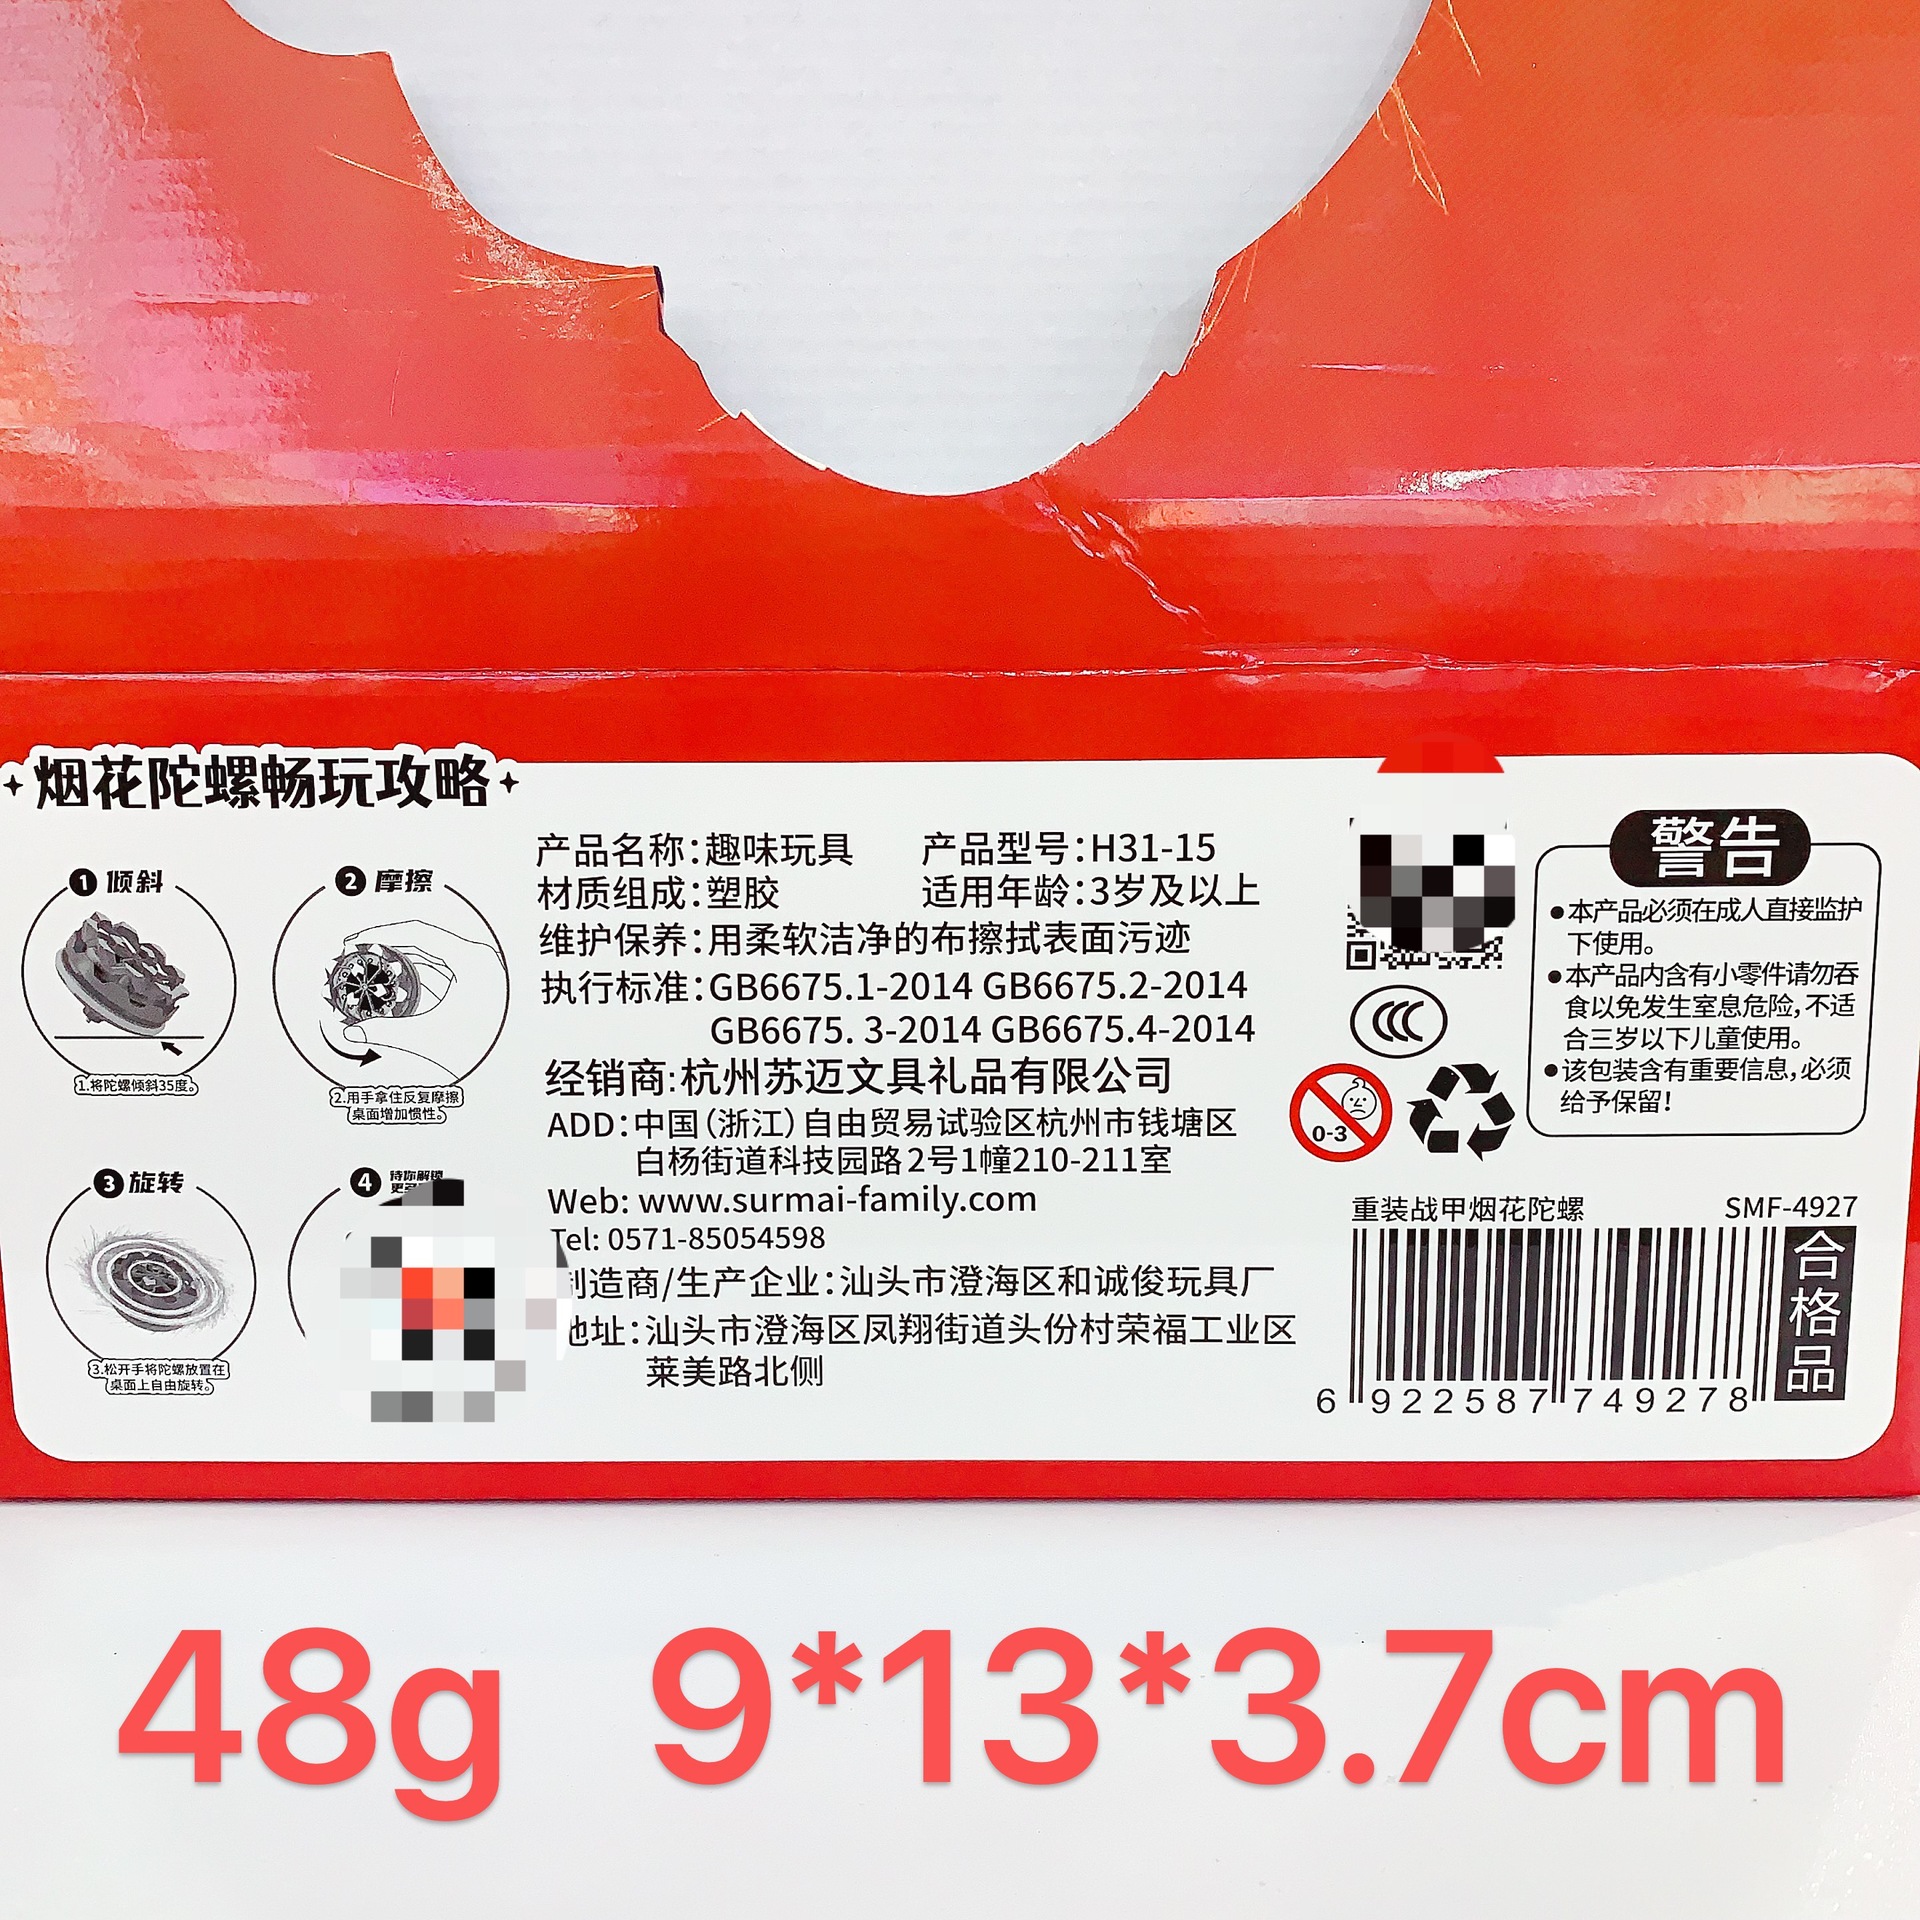 烟花陀螺畅玩攻略
1 倾斜
1.将陀螺倾斜35度。
2 摩擦
2.用手拿住反复摩擦
桌面增加惯性。
3 旋转
3.松开手将陀螺放置在
桌面上自由旋转。
4 待你解锁
产品名称:趣味玩具 产品型号:H31-15
材质组成:塑胶 适用年龄:3岁及以上
维护保养:用柔软洁净的布擦拭表面污迹
执行标准:GB6675.1-2014 GB6675.2-2014
GB6675. 3-2014 GB6675.4-2014
经销商:杭州苏迈文具礼品有限公司
ADD:中国(浙江)自由贸易试验区杭州市钱塘区
白杨街道科技园路2号1幢210-211室
Web: www.surmai-family.com
Tel: 0571-85054598
制造商/生产企业:汕头市澄海区和诚俊玩具厂
地址:汕头市澄海区凤翔街道头份村荣福工业区
莱美路北侧
CCC
0-3
警告
●本产品必须在成人直接监护
下使用。
●本产品内含有小零件请勿吞
食以免发生室息危险,不适
合三岁以下儿童使用。
●该包装含有重要信息,必须
给予保留!
重装战甲烟花陀螺 SMF-4927
6 922587 749278
合格品
48g 9*13*3.7cm